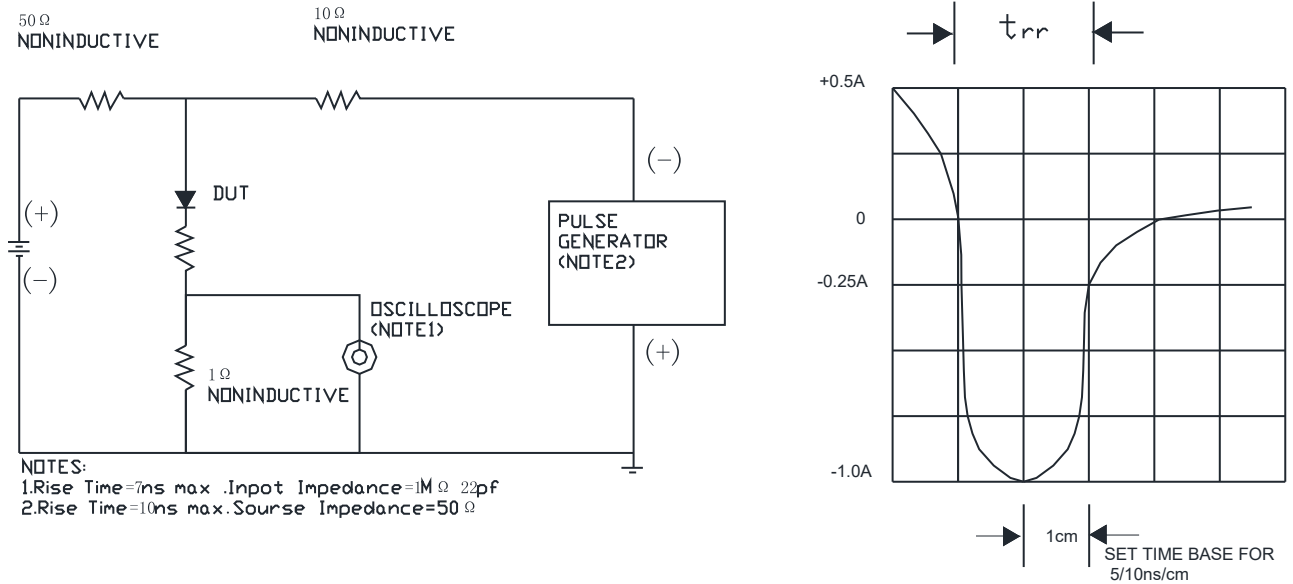 50Ω
NONINDUCTIVE
10Ω
NONINDUCTIVE
(+)
(-)
DUT
1Ω
NONINDUCTIVE
OSCILLOSCOPE
(NOTE1)
(-)
PULSE
GENERATOR
(NOTE2)
(+)
NOTES:
1.Rise Time=7ns max .Inpot Impedance=1MΩ 22pf
2.Rise Time=10ns max.Sourse Impedance=50Ω
trr
+0.5A
0
-0.25A
-1.0A
1cm
SET TIME BASE FOR
5/10ns/cm